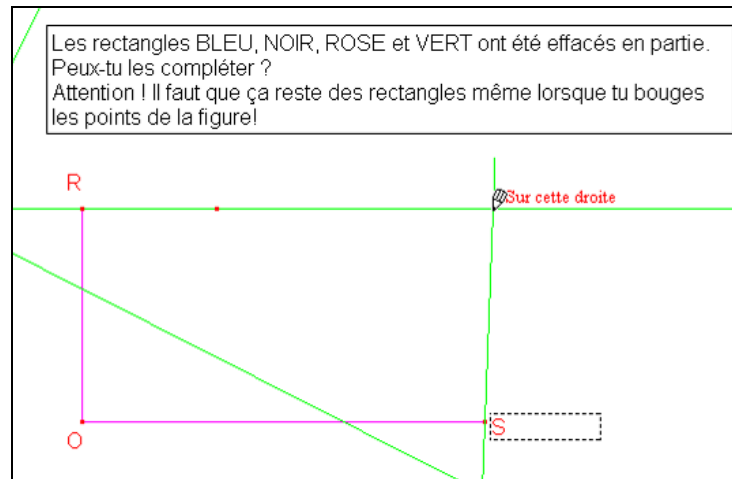 Les rectangles BLEU, NOIR, ROSE et VERT ont été effacés en partie.
Peux-tu les compléter ?
Attention ! Il faut que ça reste des rectangles même lorsque tu bouges
les points de la figure!
R
Sur cette droite
O
S